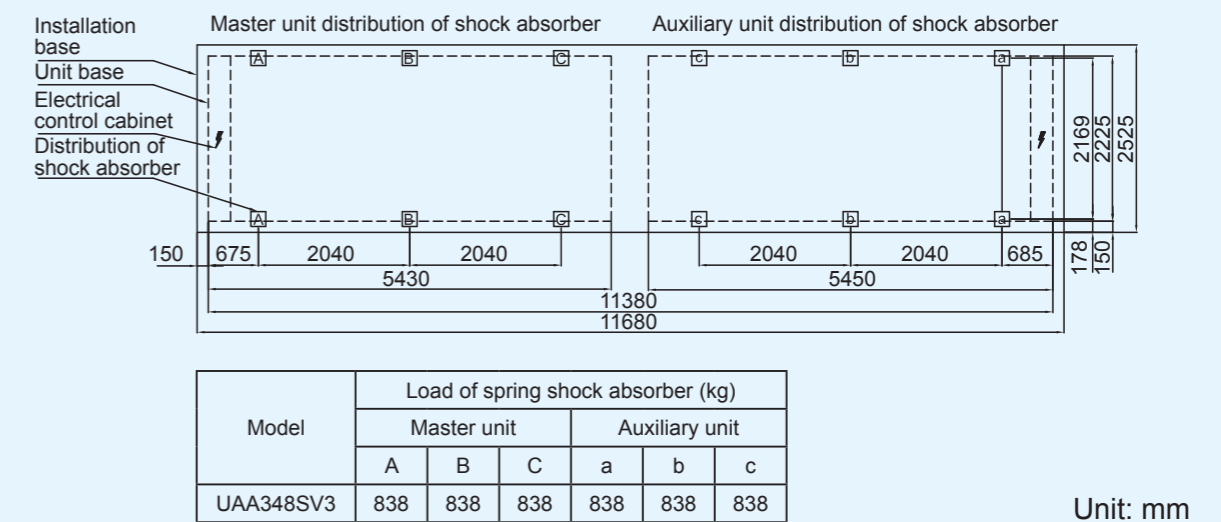 Master unit distribution of shock absorber
Auxiliary unit distribution of shock absorber
Installation
base
Unit base
Electrical
control cabinet
Distribution of
shock absorber
A B C c b a
A B C c b a
2169
2225
2525
178
150
150 675 2040 2040 2040 2040 685
5430 5450
11380
11680
Model
Load of spring shock absorber (kg)
Master unit Auxiliary unit
A B C a b c
UAA348SV3 838 838 838 838 838 838
Unit: mm